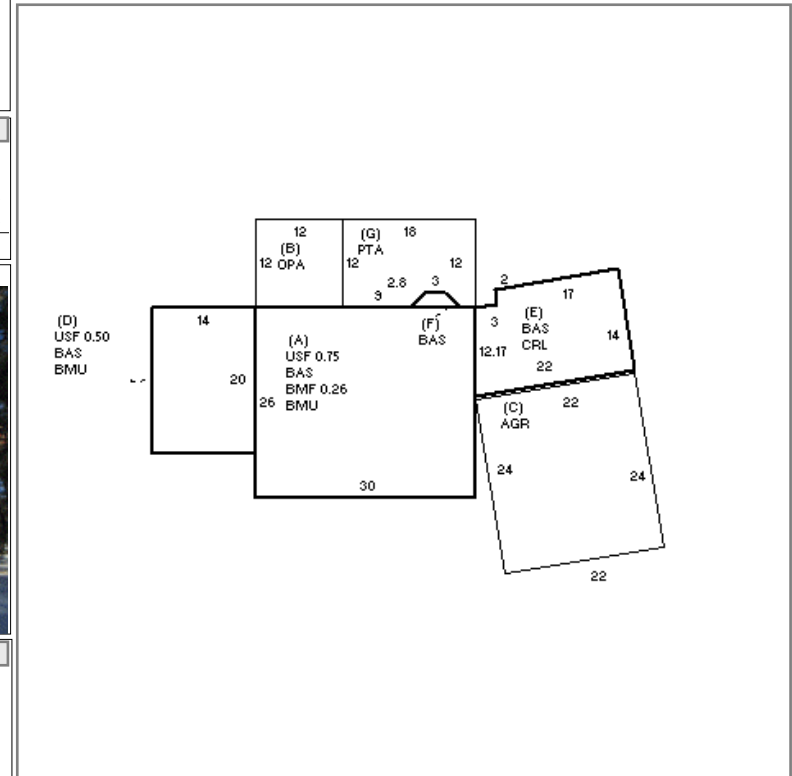 12
(B)
12 OPA
(G)
18
PTA
12
12
2.8
3
9
2
17
(D)
USF 0.50
BAS
BMU
14
20
(A)
USF 0.75
BAS
BMF 0.26
BMU
26
30
(F)
BAS
3
(E)
BAS
CRL
12.17
14
22
(C)
AGR
22
24
24
22